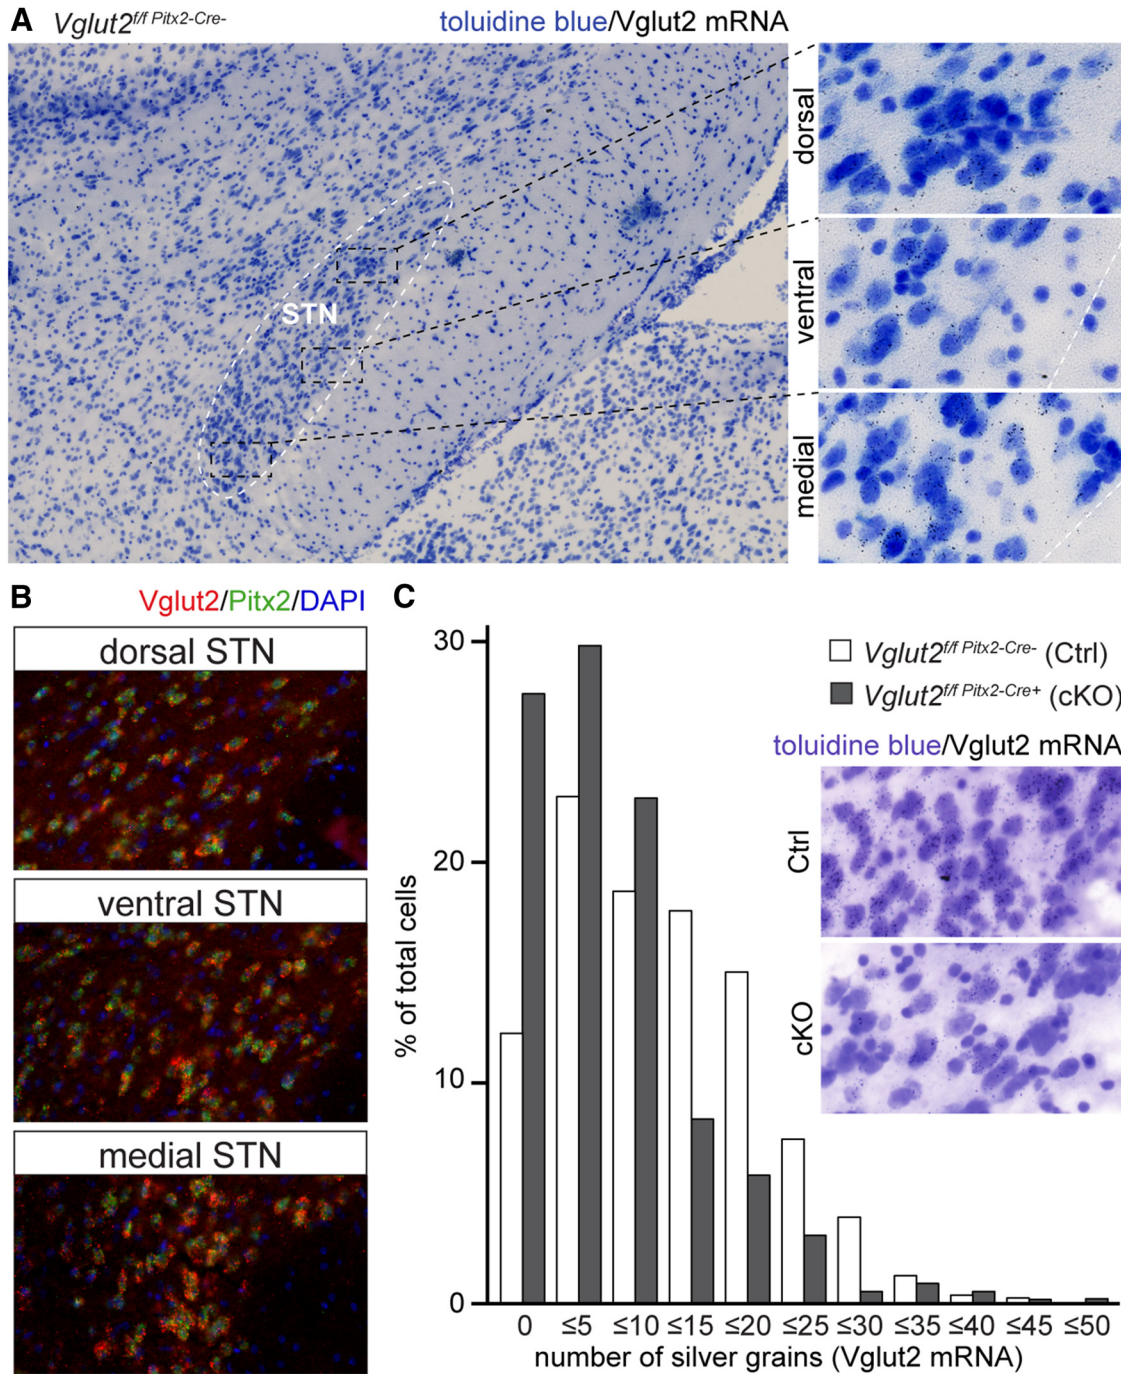 A
Vglut2f/f Pitx2-Cre-
toluidine blue/Vglut2 mRNA
STN
dorsal
ventral
medial
B
Vglut2/Pitx2/DAPI
dorsal STN
ventral STN
medial STN
C
% of total cells
30
20
10
0
Vglut2f/f Pitx2-Cre- (Ctrl)
Vglut2f/f Pitx2-Cre+ (cKO)
toluidine blue/Vglut2 mRNA
Ctrl
cKO
0 ≤5 ≤10 ≤15 ≤20 ≤25 ≤30 ≤35 ≤40 ≤45 ≤50
number of silver grains (Vglut2 mRNA)